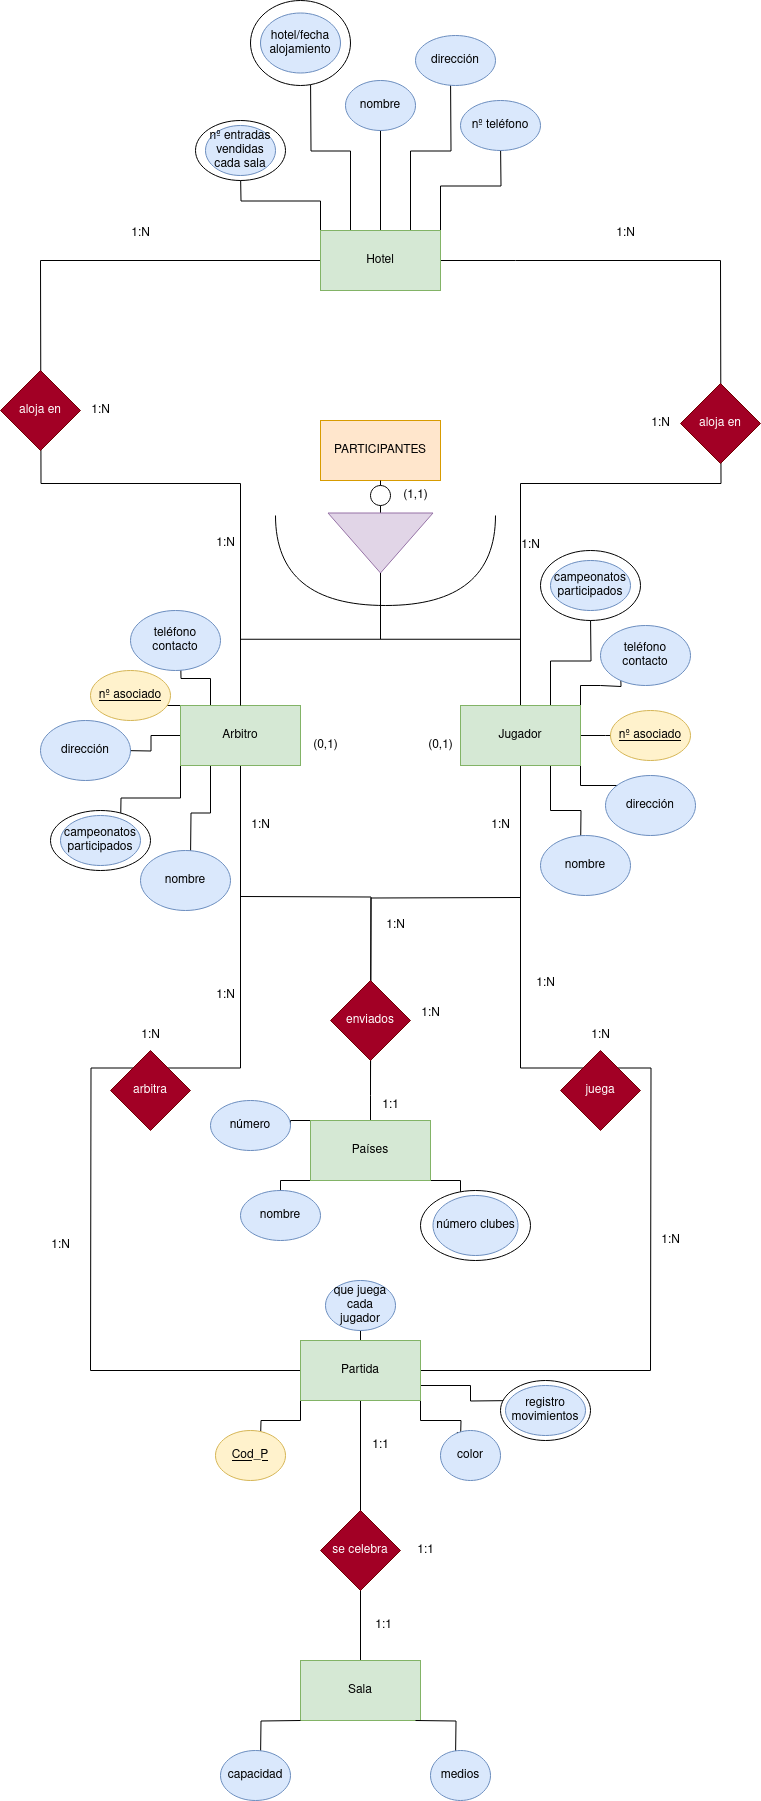 hotel/fecha
alojamiento
dirección
nombre
nº teléfono
nº entradas
vendidas
cada sala
1:N
1:N
Hotel
aloja en
1:N
1:N
aloja en
PARTICIPANTES
(1,1)
1:N
1:N
campeonatos
participados
teléfono
contacto
teléfono
contacto
nº asociado
Arbitro
(0,1)
(0,1)
Jugador
nº asociado
dirección
dirección
campeonatos
participados
1:N
1:N
nombre
nombre
1:N
1:N
1:N
enviados
1:N
1:N
1:N
arbitra
juega
1:1
número
Países
nombre
número clubes
1:N
1:N
que juega
cada
jugador
Partida
registro
movimientos
Cod_P
1:1
color
se celebra
1:1
1:1
Sala
capacidad
medios